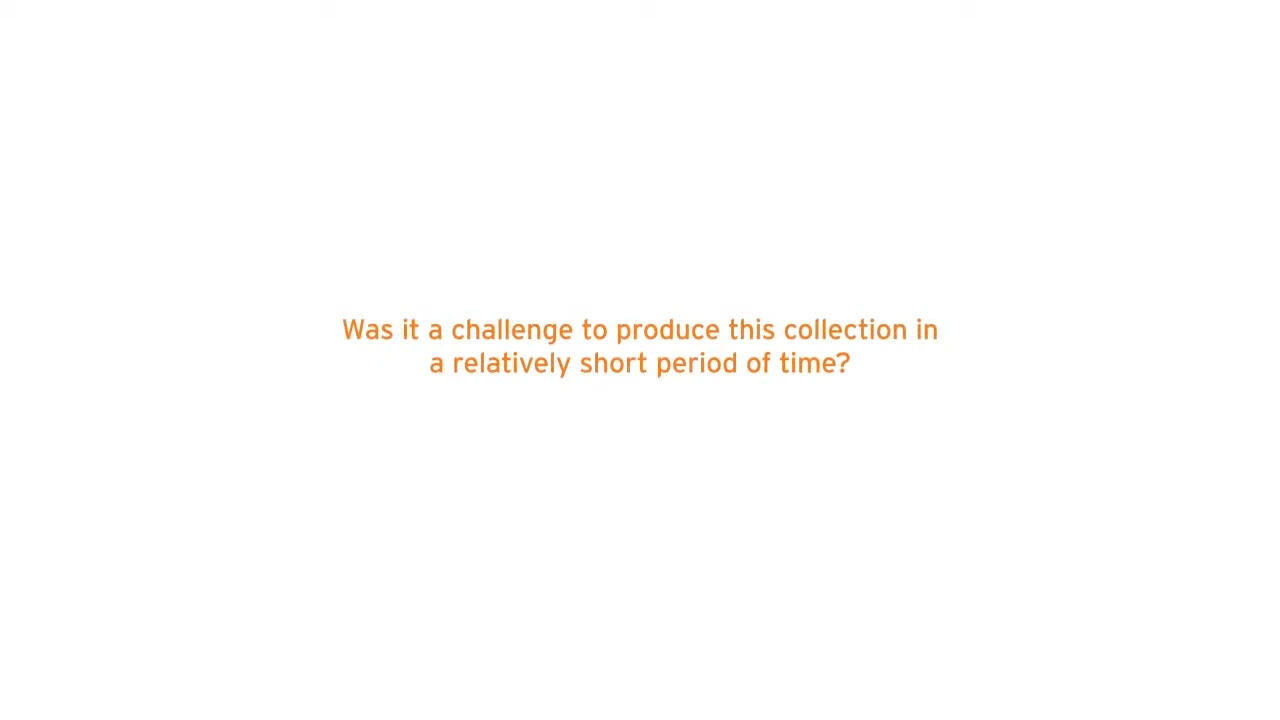 Was it a challenge to produce this collection in
a relatively short period of time?